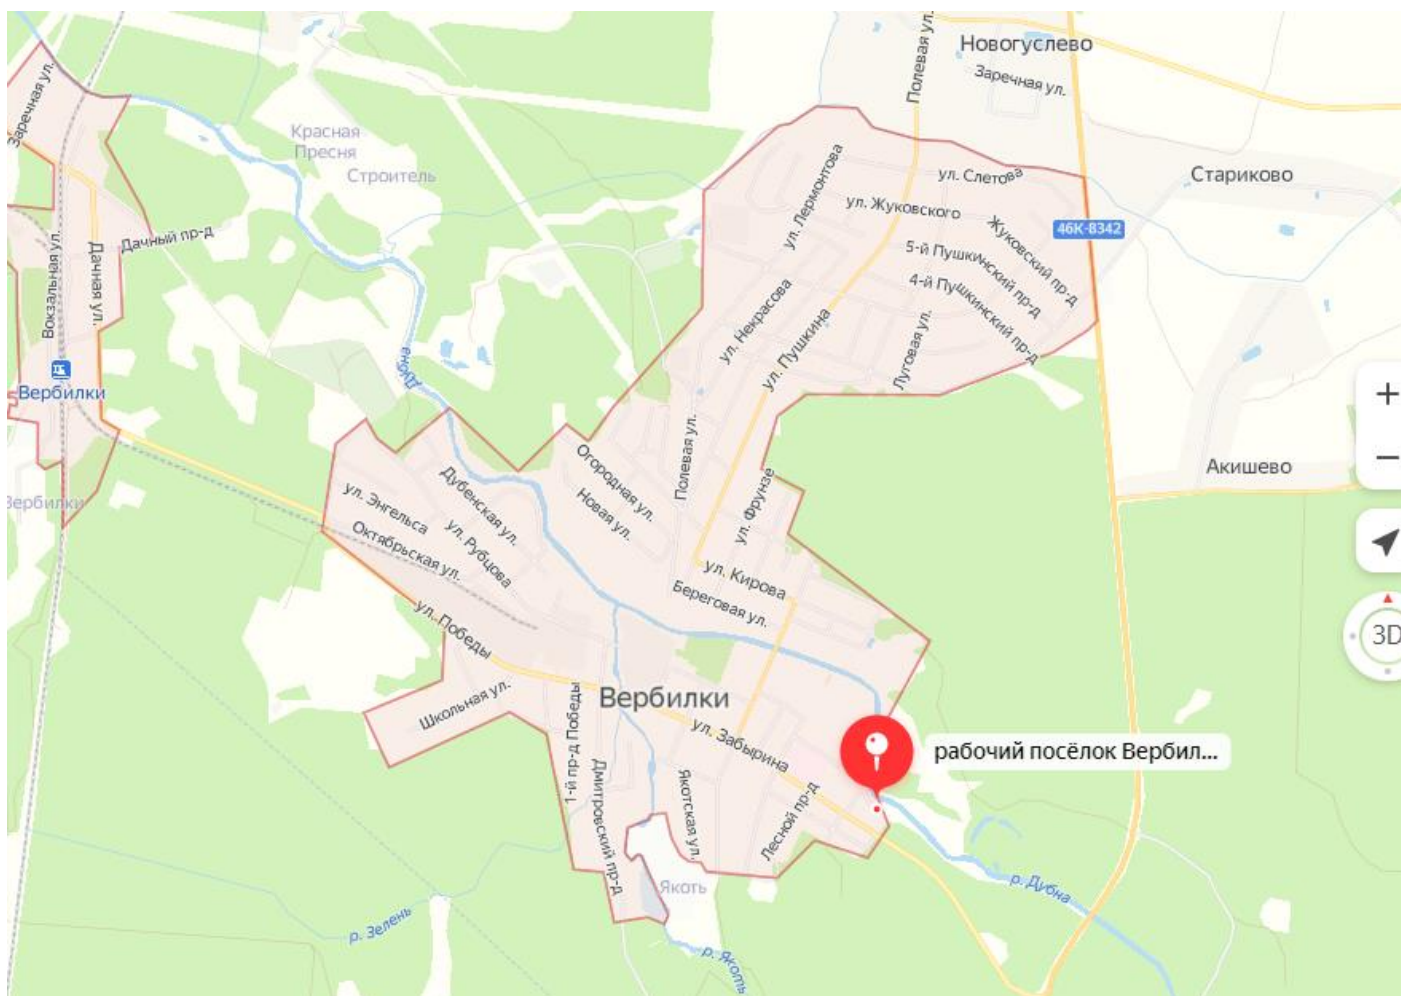 Новогуслево
Полевая ул.
Заречная ул.
Заречная ул.
Красная
Пресня
Строитель
ул. Лермонтова
ул. Слетова
Стариково
ул. Жуковского
Жуковский пр-д
46К-8342
Дачный пр-д
Дачная ул.
Вокзальная ул.
5-й Пушкинский пр-д
4-й Пушкинский пр-д
ул. Некрасова
ул. Пушкина
Луговая ул.
Дубна
Вербилки
+
Полевая ул.
Огородная ул.
Новая ул.
ул. Фрунзе
Акишево
−
Дубенская ул.
ул. Энгельса
ул. Рубцова
Октябрьская ул.
Вербилки
ул. Кирова
Береговая ул.
ул. Победы
3D
Школьная ул.
Вербилки
1-й пр-д Победы
ул. Забырина
рабочий посёлок Вербил...
Дмитровский пр-д
Якотская ул.
Лесной пр-д
Якоть
р. Дубна
р. Зелень
р. Якоть